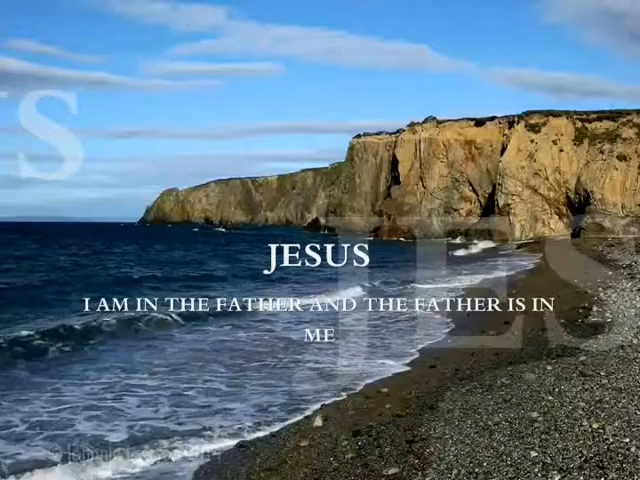 JESUS
I AM IN THE FATHER AND THE FATHER IS IN
ME